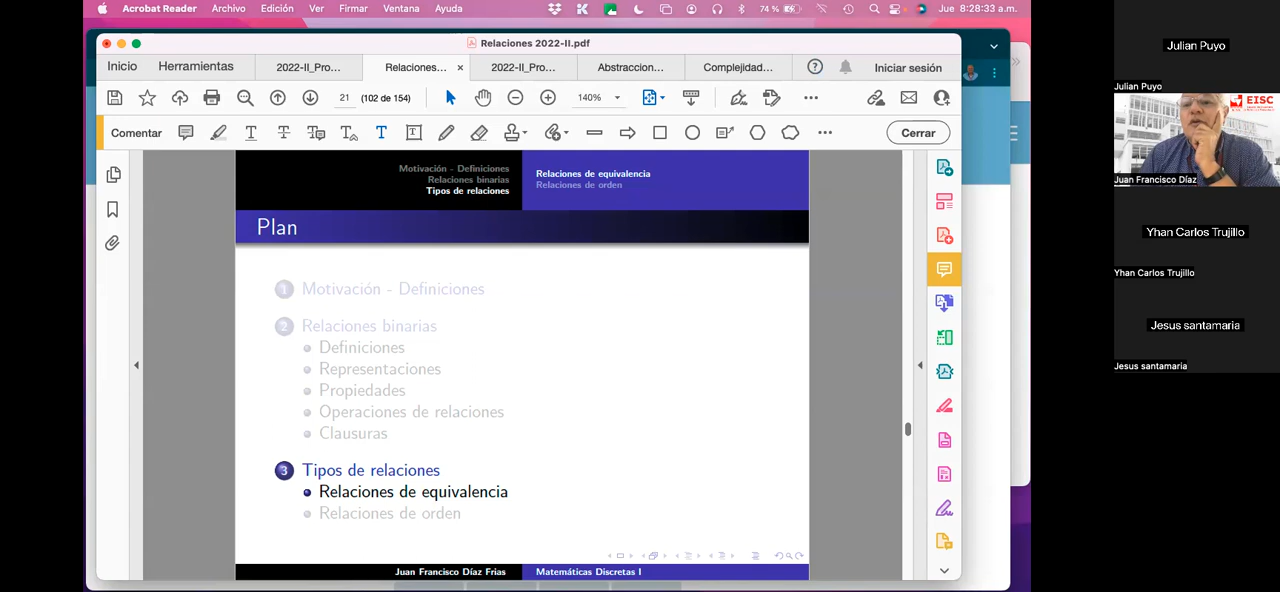 Acrobat Reader Archivo Edición Ver Firmar Ventana Ayuda 74 % Jue 8:28:33 a.m.
Relaciones 2022-II.pdf
Inicio Herramientas 2022-II_Pro... Relaciones... × 2022-II_Pro... Abstraccion... Complejidad... Iniciar sesión
21 (102 de 154) 140%
Comentar Cerrar
Motivación - Definiciones
Relaciones binarias
Tipos de relaciones
Relaciones de equivalencia
Relaciones de orden
Plan
1 Motivación - Definiciones
2 Relaciones binarias
Definiciones
Representaciones
Propiedades
Operaciones de relaciones
Clausuras
3 Tipos de relaciones
Relaciones de equivalencia
Relaciones de orden
Juan Francisco Díaz Frias Matemáticas Discretas I
Julian Puyo
Julian Puyo
EISC
Juan Francisco Díaz
Yhan Carlos Trujillo
Yhan Carlos Trujillo
Jesus santamaria
Jesus santamaria